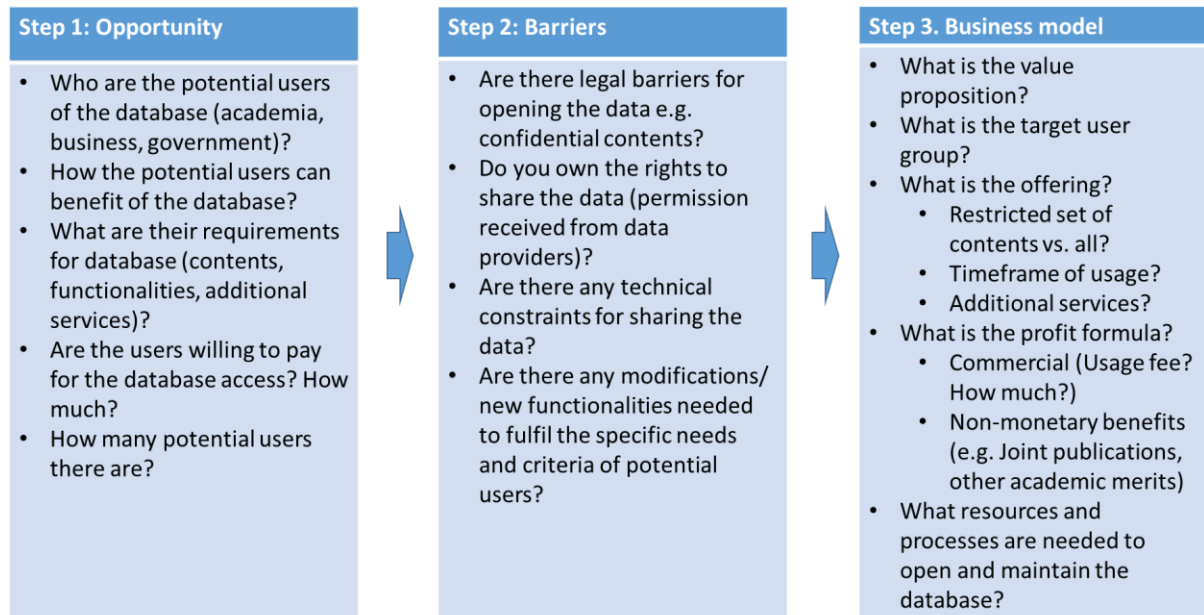 Step 1: Opportunity
• Who are the potential users
of the database (academia,
business, government)?
• How the potential users can
benefit of the database?
• What are their requirements
for database (contents,
functionalities, additional
services)?
• Are the users willing to pay
for the database access? How
much?
• How many potential users
there are?
Step 2: Barriers
• Are there legal barriers for
opening the data e.g.
confidential contents?
• Do you own the rights to
share the data (permission
received from data
providers)?
• Are there any technical
constraints for sharing the
data?
• Are there any modifications/
new functionalities needed
to fulfil the specific needs
and criteria of potential
users?
Step 3. Business model
• What is the value
proposition?
• What is the target user
group?
• What is the offering?
• Restricted set of
contents vs. all?
• Timeframe of usage?
• Additional services?
• What is the profit formula?
• Commercial (Usage fee?
How much?)
• Non-monetary benefits
(e.g. Joint publications,
other academic merits)
• What resources and
processes are needed to
open and maintain the
database?